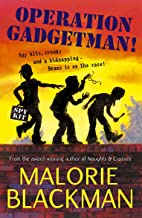 OPERATION GADGETMAN!
Spy kits, crooks
and a kidnapping -
Beans is on the case!
SPY
KIT
From the award-winning author of Noughts & Crosses
MALORIE
BLACKMAN